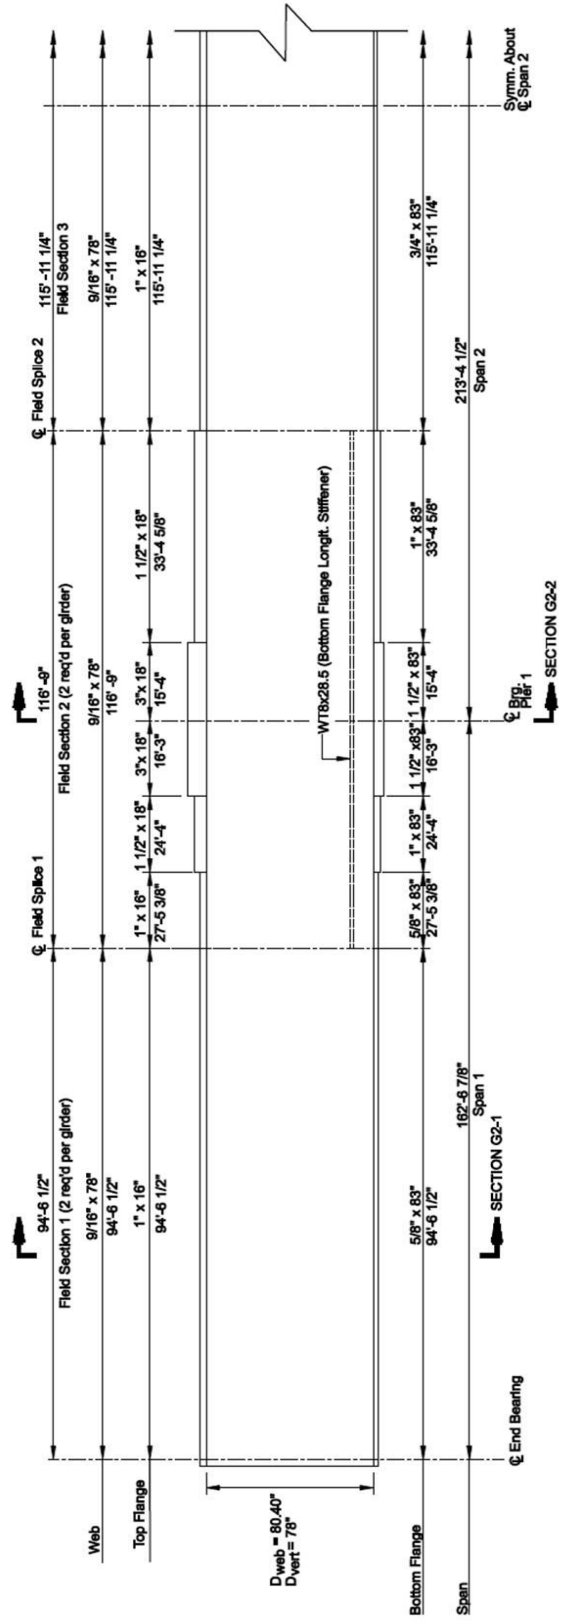 ℄ Field Splice 1
℄ Field Splice 2
94'-6 1/2"
Field Section 1 (2 req'd per girder)
116' -9"
Field Section 2 (2 req'd per girder)
115' -11 1/4"
Field Section 3
Web
9/16" x 78"
94'-6 1/2"
9/16" x 78"
116' -9"
9/16" x 78"
115' -11 1/4"
Top Flange
1" x 16"
94'-6 1/2"
1" x 16"
27'-5 3/8"
1 1/2" x 18"
24'-4"
3"x 18"
16'-3"
3"x 18"
15'-4"
1 1/2" x 18"
33'-4 5/8"
1" x 16"
115'-11 1/4"
Dweb = 80.40"
Dvert = 78"
WT8x28.5 (Bottom Flange Longit. Stiffener)
Bottom Flange
5/8" x 83"
94'-6 1/2"
5/8" x 83"
27'-5 3/8"
1" x 83"
24'-4"
1 1/2" x83"
16'-3"
1 1/2" x 83"
15'-4"
1" x 83"
33'-4 5/8"
3/4" x 83"
115'-11 1/4"
Span
162'-6 7/8"
Span 1
213'-4 1/2"
Span 2
℄ End Bearing
SECTION G2-1
℄ Brg.
Pier 1
SECTION G2-2
Symm. About
℄ Span 2